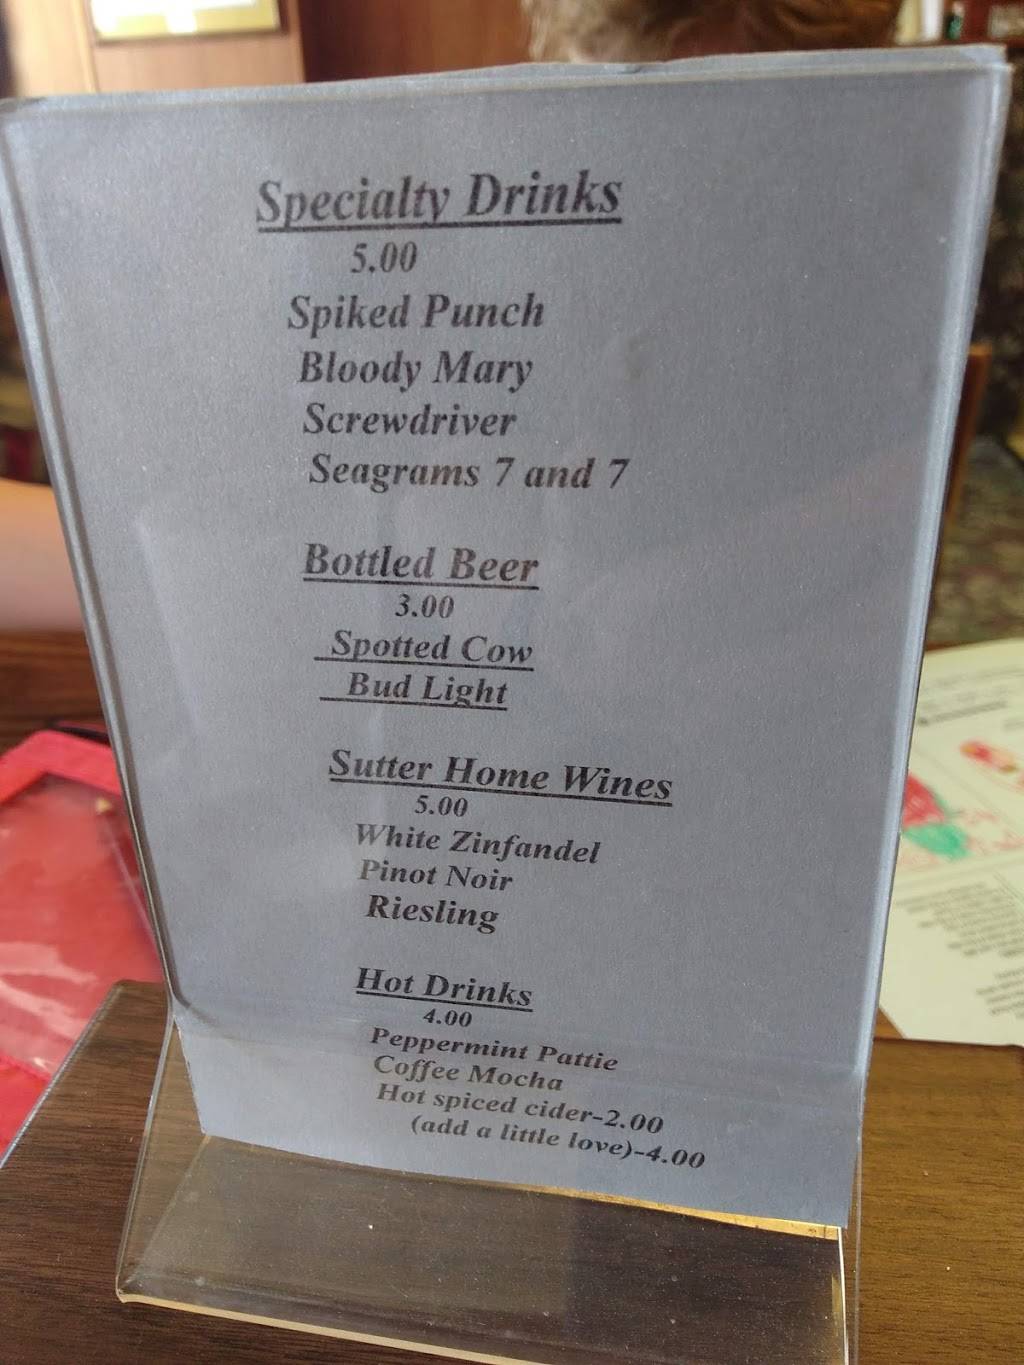 Specialty Drinks
5.00
Spiked Punch
Bloody Mary
Screwdriver
Seagrams 7 and 7
Bottled Beer
3.00
Spotted Cow
Bud Light
Sutter Home Wines
5.00
White Zinfandel
Pinot Noir
Riesling
Hot Drinks
4.00
Peppermint Pattie
Coffee Mocha
Hot spiced cider-2.00
(add a little love)-4.00